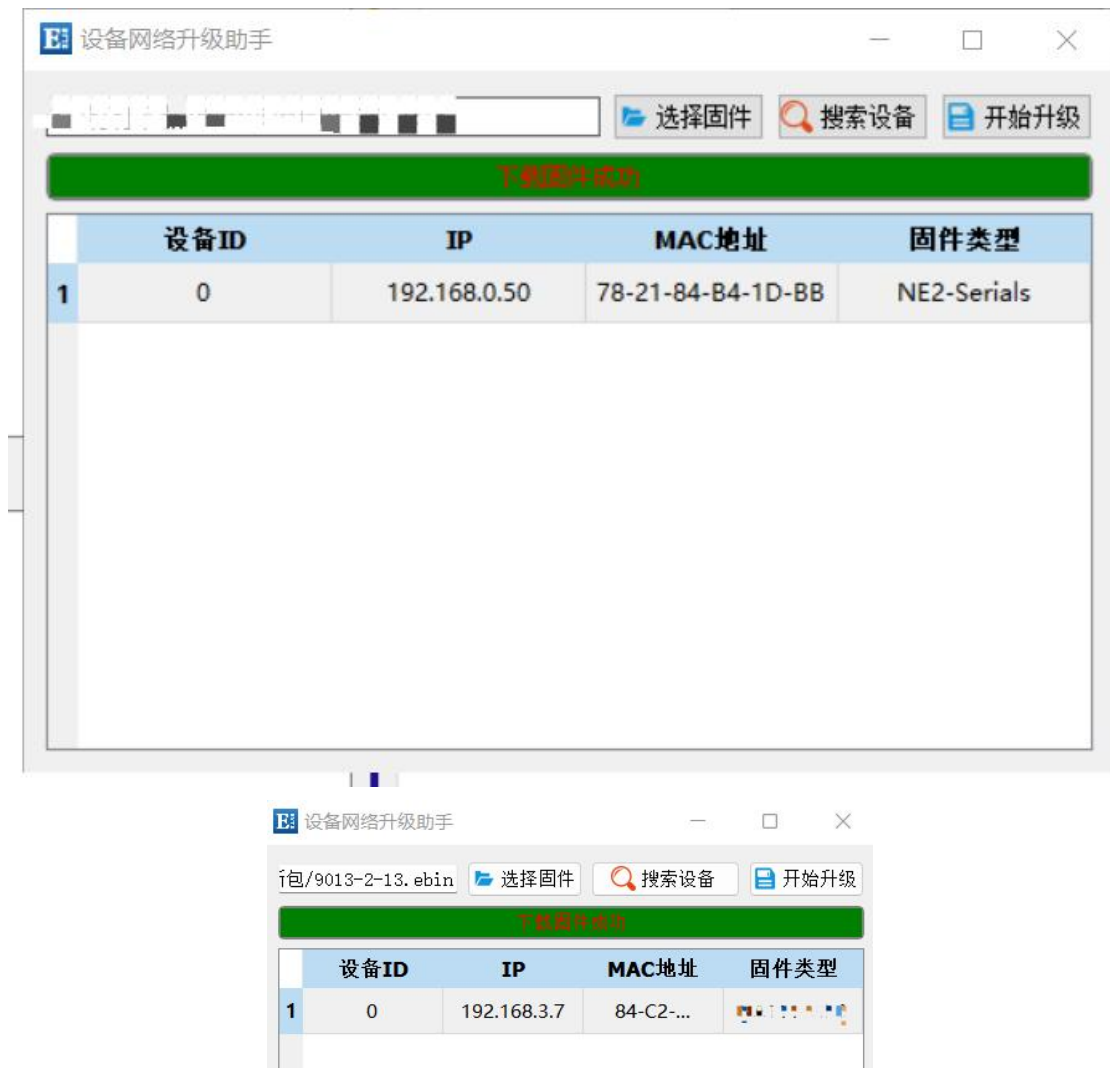 设备网络升级助手
选择固件 搜索设备 开始升级
下载固件成功
设备ID IP MAC地址 固件类型
1 0 192.168.0.50 78-21-84-B4-1D-BB NE2-Serials
设备网络升级助手
包/9013-2-13.ebin 选择固件 搜索设备 开始升级
下载固件成功
设备ID IP MAC地址 固件类型
1 0 192.168.3.7 84-C2-...